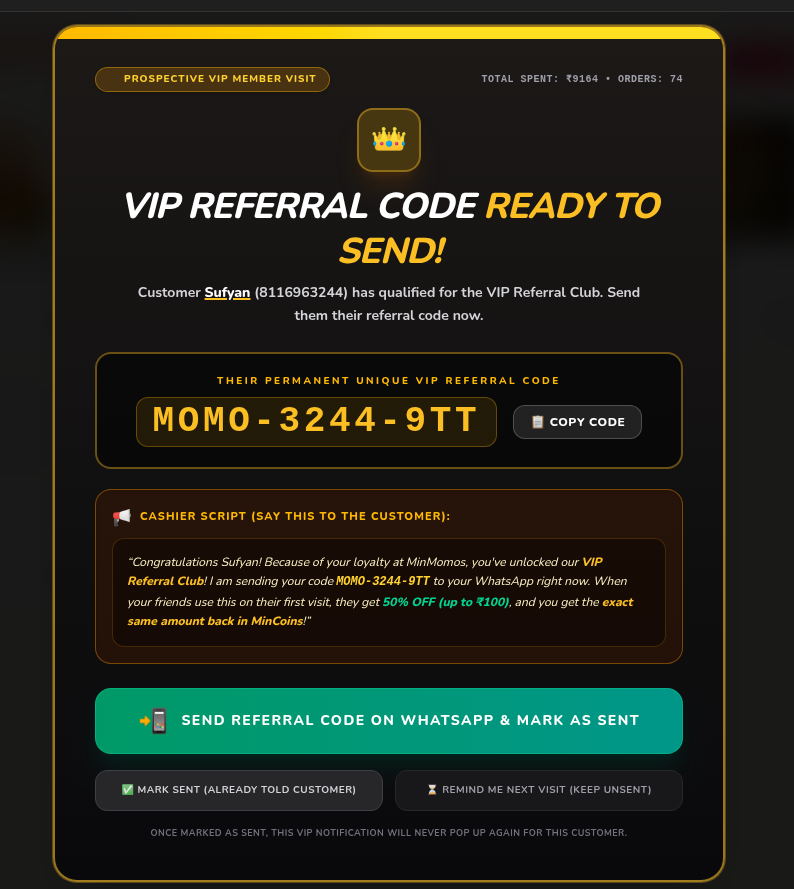 PROSPECTIVE VIP MEMBER VISIT
TOTAL SPENT: ₹9164 • ORDERS: 74
VIP REFERRAL CODE READY TO
SEND!
Customer Sufyan (8116963244) has qualified for the VIP Referral Club. Send
them their referral code now.
THEIR PERMANENT UNIQUE VIP REFERRAL CODE
MOMO-3244-9TT
📋 COPY CODE
📢 CASHIER SCRIPT (SAY THIS TO THE CUSTOMER):
"Congratulations Sufyan! Because of your loyalty at MinMomos, you've unlocked our VIP
Referral Club! I am sending your code MOMO-3244-9TT to your WhatsApp right now. When
your friends use this on their first visit, they get 50% OFF (up to ₹100), and you get the exact
same amount back in MinCoins!"
📲 SEND REFERRAL CODE ON WHATSAPP & MARK AS SENT
✅ MARK SENT (ALREADY TOLD CUSTOMER)
⏳ REMIND ME NEXT VISIT (KEEP UNSENT)
ONCE MARKED AS SENT, THIS VIP NOTIFICATION WILL NEVER POP UP AGAIN FOR THIS CUSTOMER.